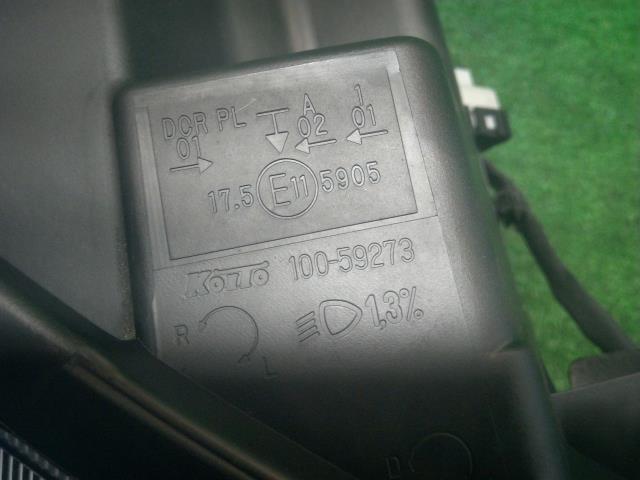 DCR PL A 1
01 02 01
17.5 E11 5905
KOITO 100-59273
R 1,3%
L